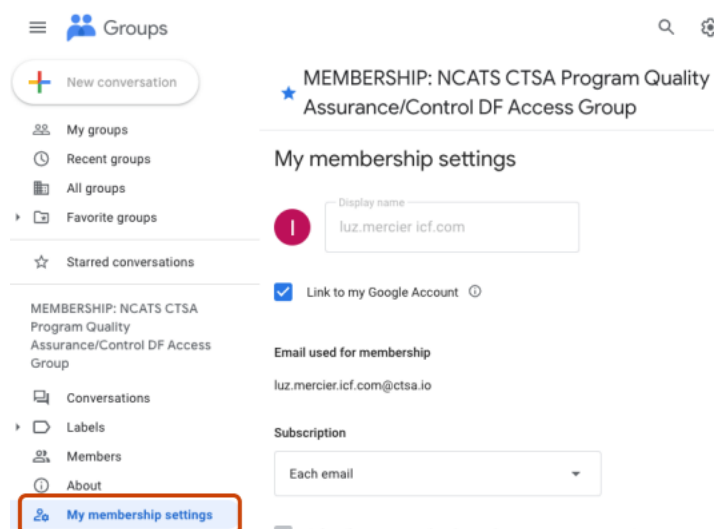 Groups
New conversation
My groups
Recent groups
All groups
Favorite groups
Starred conversations
MEMBERSHIP: NCATS CTSA
Program Quality
Assurance/Control DF Access
Group
Conversations
Labels
Members
About
My membership settings
MEMBERSHIP: NCATS CTSA Program Quality
Assurance/Control DF Access Group
My membership settings
Display name
I
luz.mercier icf.com
Link to my Google Account
Email used for membership
luz.mercier.icf.com@ctsa.io
Subscription
Each email